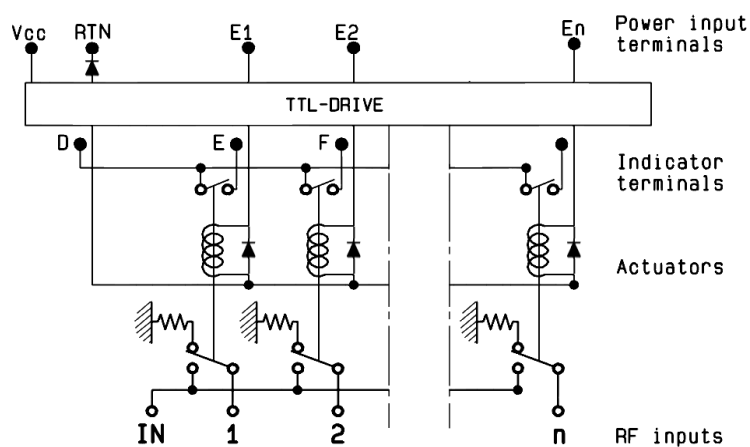 Vcc RTN E1 E2 En Power input
terminals
TTL-DRIVE
D E F Indicator
terminals
Actuators
IN 1 2 n RF inputs